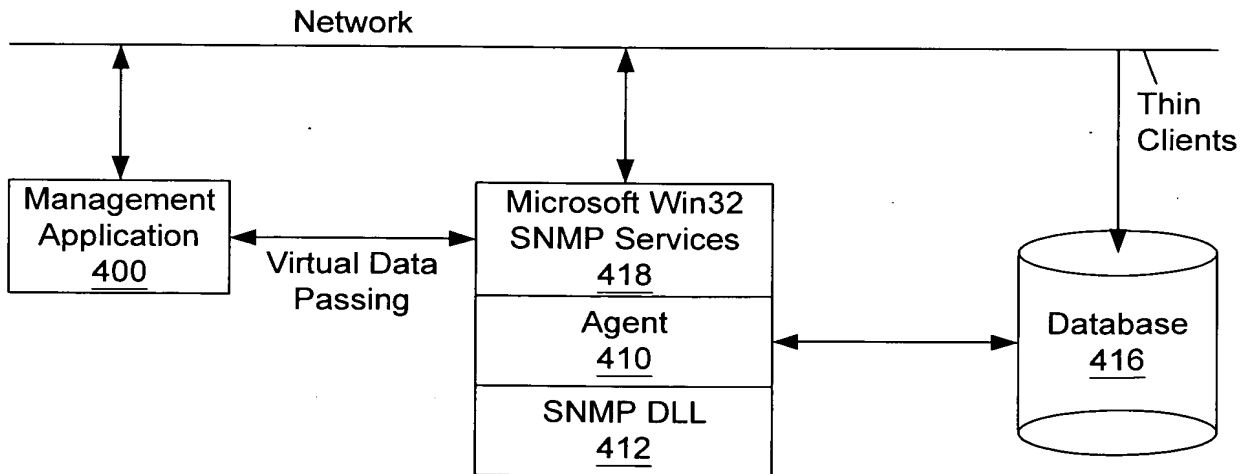 Network
Thin
Clients
Management
Application
400
Virtual Data
Passing
Microsoft Win32
SNMP Services
418
Agent
410
SNMP DLL
412
Database
416